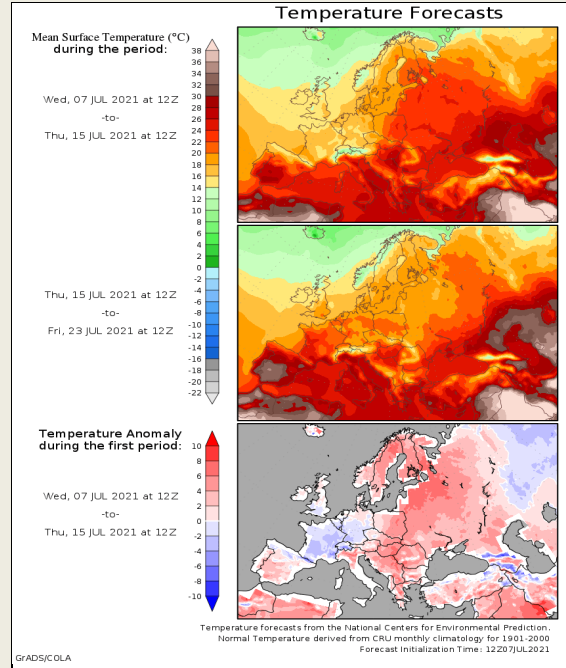 Temperature Forecasts
Mean Surface Temperature (°C)
during the period:
Wed, 07 JUL 2021 at 12Z
-to-
Thu, 15 JUL 2021 at 12Z
38
36
34
32
30
28
26
24
22
20
18
16
14
12
10
8
6
4
2
0
-2
-4
-6
-8
-10
-12
-14
-16
-18
-20
-22
Thu, 15 JUL 2021 at 12Z
-to-
Fri, 23 JUL 2021 at 12Z
Temperature Anomaly
during the first period:
Wed, 07 JUL 2021 at 12Z
-to-
Thu, 15 JUL 2021 at 12Z
10
8
6
4
2
0
-2
-4
-6
-8
-10
Temperature forecasts from the National Centers for Environmental Prediction.
Normal Temperature derived from CRU monthly climatology for 1901-2000
Forecast Initialization Time: 12Z07JUL2021
GrADS/COLA